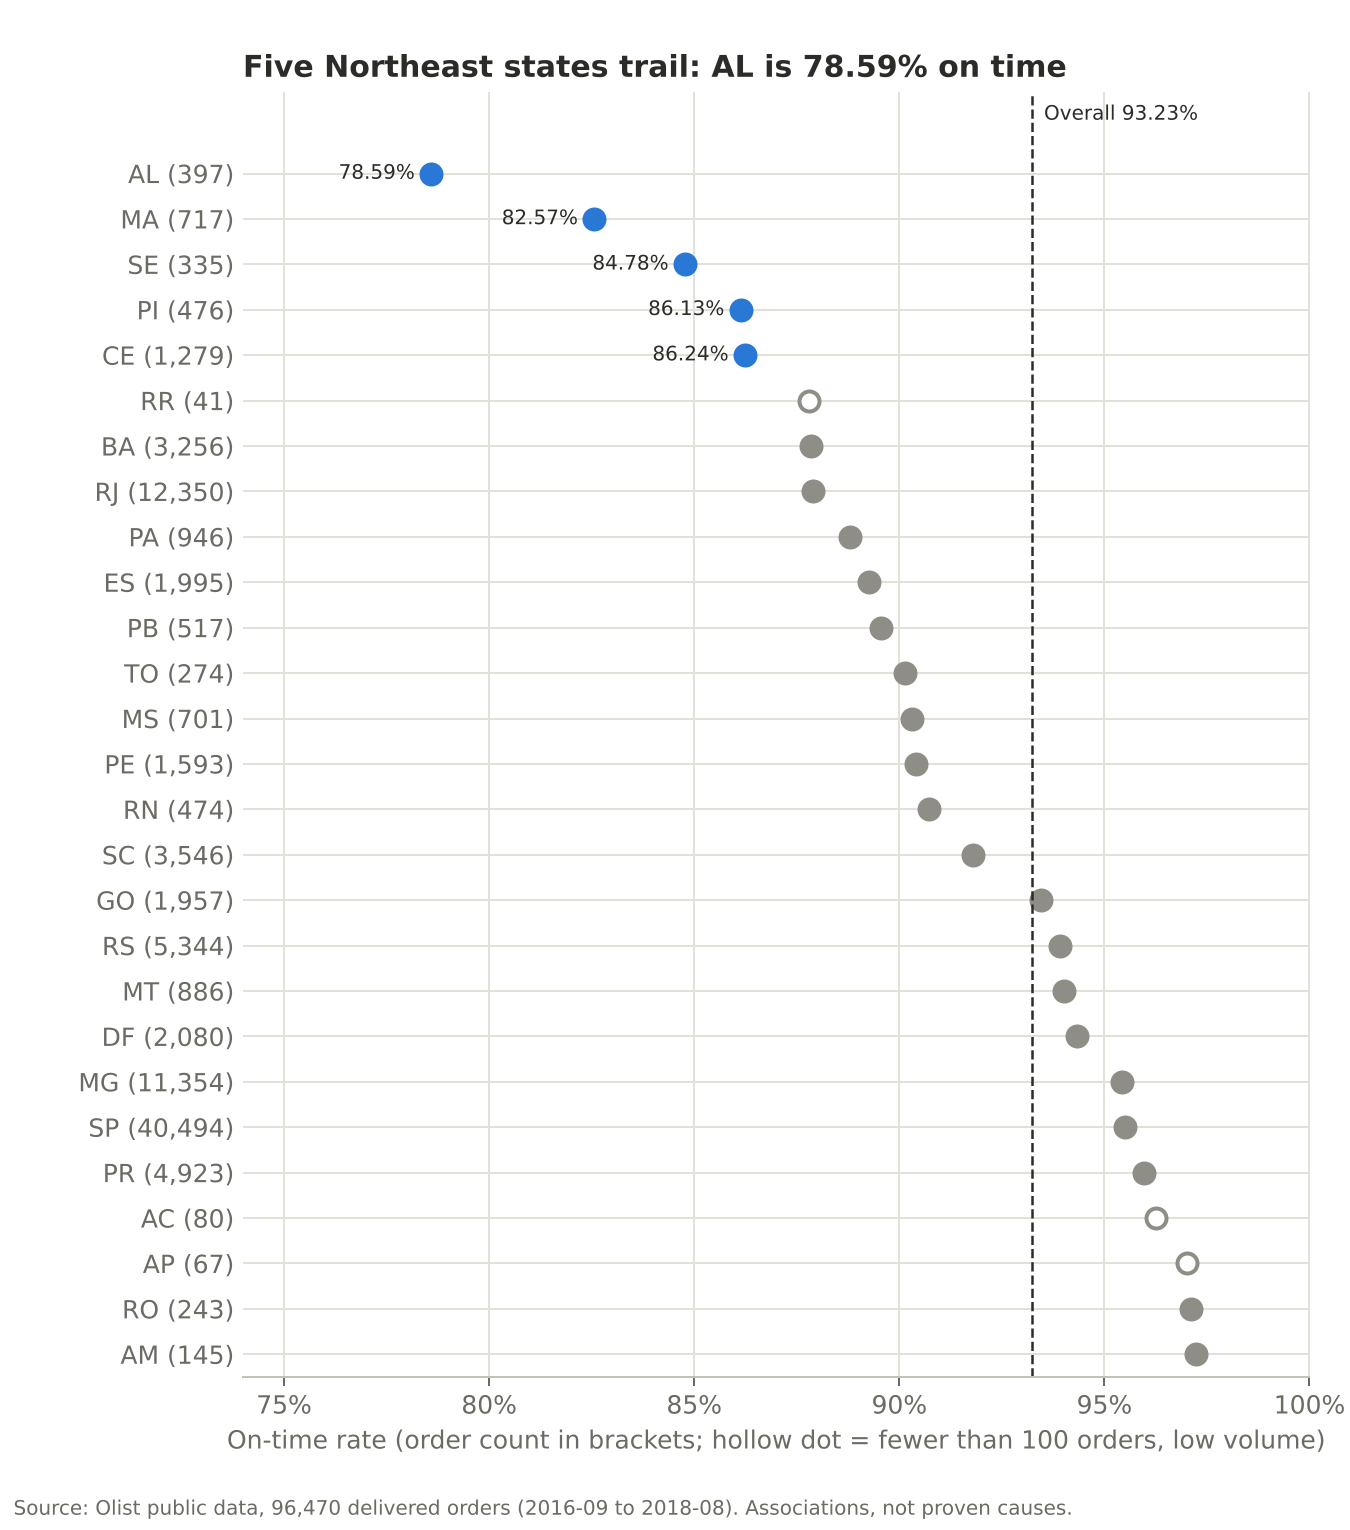 Five Northeast states trail: AL is 78.59% on time
Overall 93.23%
AL (397) 78.59%
MA (717) 82.57%
SE (335) 84.78%
PI (476) 86.13%
CE (1,279) 86.24%
RR (41)
BA (3,256)
RJ (12,350)
PA (946)
ES (1,995)
PB (517)
TO (274)
MS (701)
PE (1,593)
RN (474)
SC (3,546)
GO (1,957)
RS (5,344)
MT (886)
DF (2,080)
MG (11,354)
SP (40,494)
PR (4,923)
AC (80)
AP (67)
RO (243)
AM (145)
75% 80% 85% 90% 95% 100%
On-time rate (order count in brackets; hollow dot = fewer than 100 orders, low volume)
Source: Olist public data, 96,470 delivered orders (2016-09 to 2018-08). Associations, not proven causes.